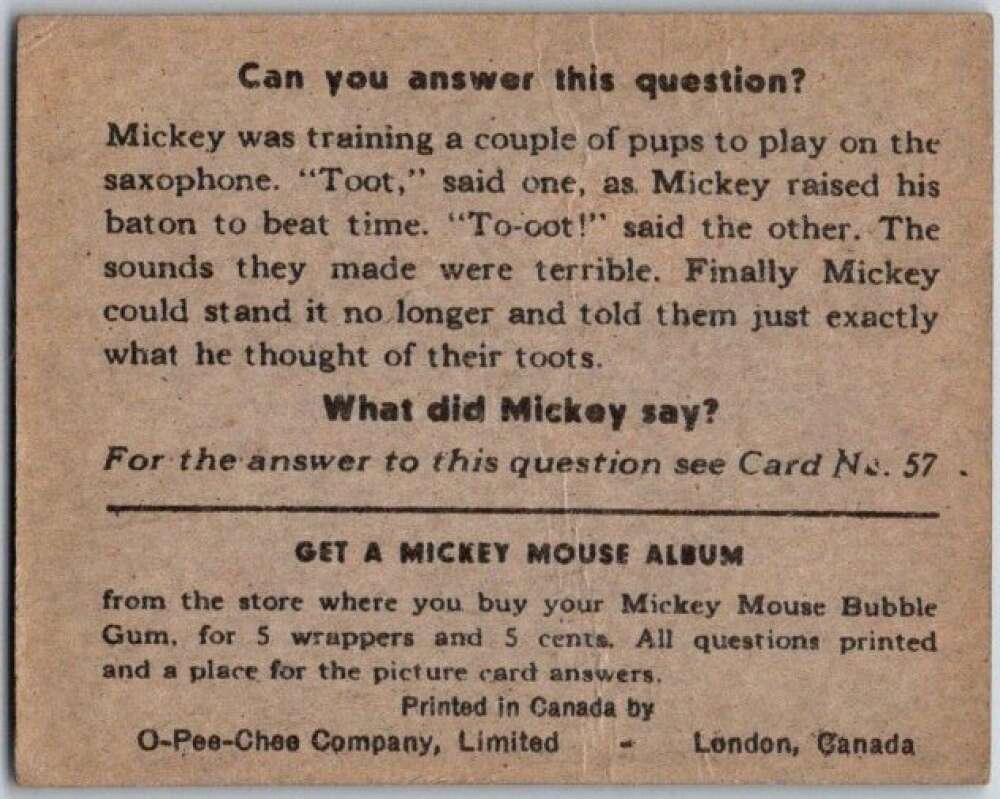 Can you answer this question?
Mickey was training a couple of pups to play on the
saxophone. "Toot," said one, as Mickey raised his
baton to beat time. "To-oot!" said the other. The
sounds they made were terrible. Finally Mickey
could stand it no longer and told them just exactly
what he thought of their toots.
What did Mickey say?
For the answer to this question see Card No. 57 .
GET A MICKEY MOUSE ALBUM
from the store where you buy your Mickey Mouse Bubble
Gum, for 5 wrappers and 5 cents. All questions printed
and a place for the picture card answers.
Printed in Canada by
O-Pee-Chee Company, Limited - London, Canada